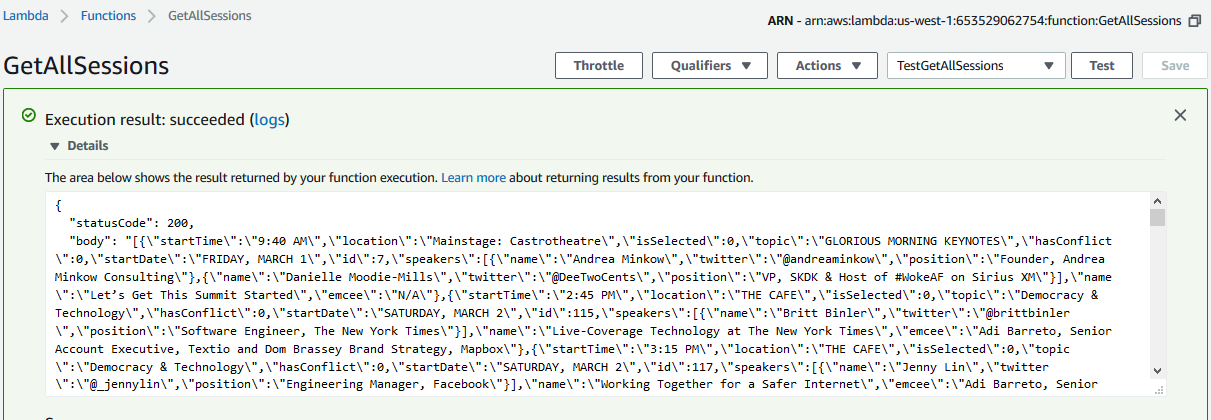 Lambda > Functions > GetAllSessions
ARN - arn:aws:lambda:us-west-1:653529062754:function:GetAllSessions
GetAllSessions
Throttle
Qualifiers
Actions
TestGetAllSessions
Test
Save
Execution result: succeeded (logs)
Details
The area below shows the result returned by your function execution. Learn more about returning results from your function.
{
"statusCode": 200,
"body": "[{\"startTime\":\"9:40 AM\",\"location\":\"Mainstage: Castrotheatre\",\"isSelected\":0,\"topic\":\"GLORIOUS MORNING KEYNOTES\",\"hasConflict
\":0,\"startDate\":\"FRIDAY, MARCH 1\",\"id\":7,\"speakers\":[{\"name\":\"Andrea Minkow\",\"twitter\":\"@andreaminkow\",\"position\":\"Founder, Andrea
Minkow Consulting\"},{\"name\":\"Danielle Moodie-Mills\",\"twitter\":\"@DeeTwoCents\",\"position\":\"VP, SKDK & Host of #WokeAF on Sirius XM\"}],\"name
\":\"Let’s Get This Summit Started\",\"emcee\":\"N/A\"},{\"startTime\":\"2:45 PM\",\"location\":\"THE CAFE\",\"isSelected\":0,\"topic\":\"Democracy &
Technology\",\"hasConflict\":0,\"startDate\":\"SATURDAY, MARCH 2\",\"id\":115,\"speakers\":[{\"name\":\"Britt Binler\",\"twitter\":\"@brittbinler
\",\"position\":\"Software Engineer, The New York Times\"}],\"name\":\"Live-Coverage Technology at The New York Times\",\"emcee\":\"Adi Barreto, Senior
Account Executive, Textio and Dom Brassey Brand Strategy, Mapbox\"},{\"startTime\":\"3:15 PM\",\"location\":\"THE CAFE\",\"isSelected\":0,\"topic
\":\"Democracy & Technology\",\"hasConflict\":0,\"startDate\":\"SATURDAY, MARCH 2\",\"id\":117,\"speakers\":[{\"name\":\"Jenny Lin\",\"twitter
\":\"@_jennylin\",\"position\":\"Engineering Manager, Facebook\"}],\"name\":\"Working Together for a Safer Internet\",\"emcee\":\"Adi Barreto, Senior